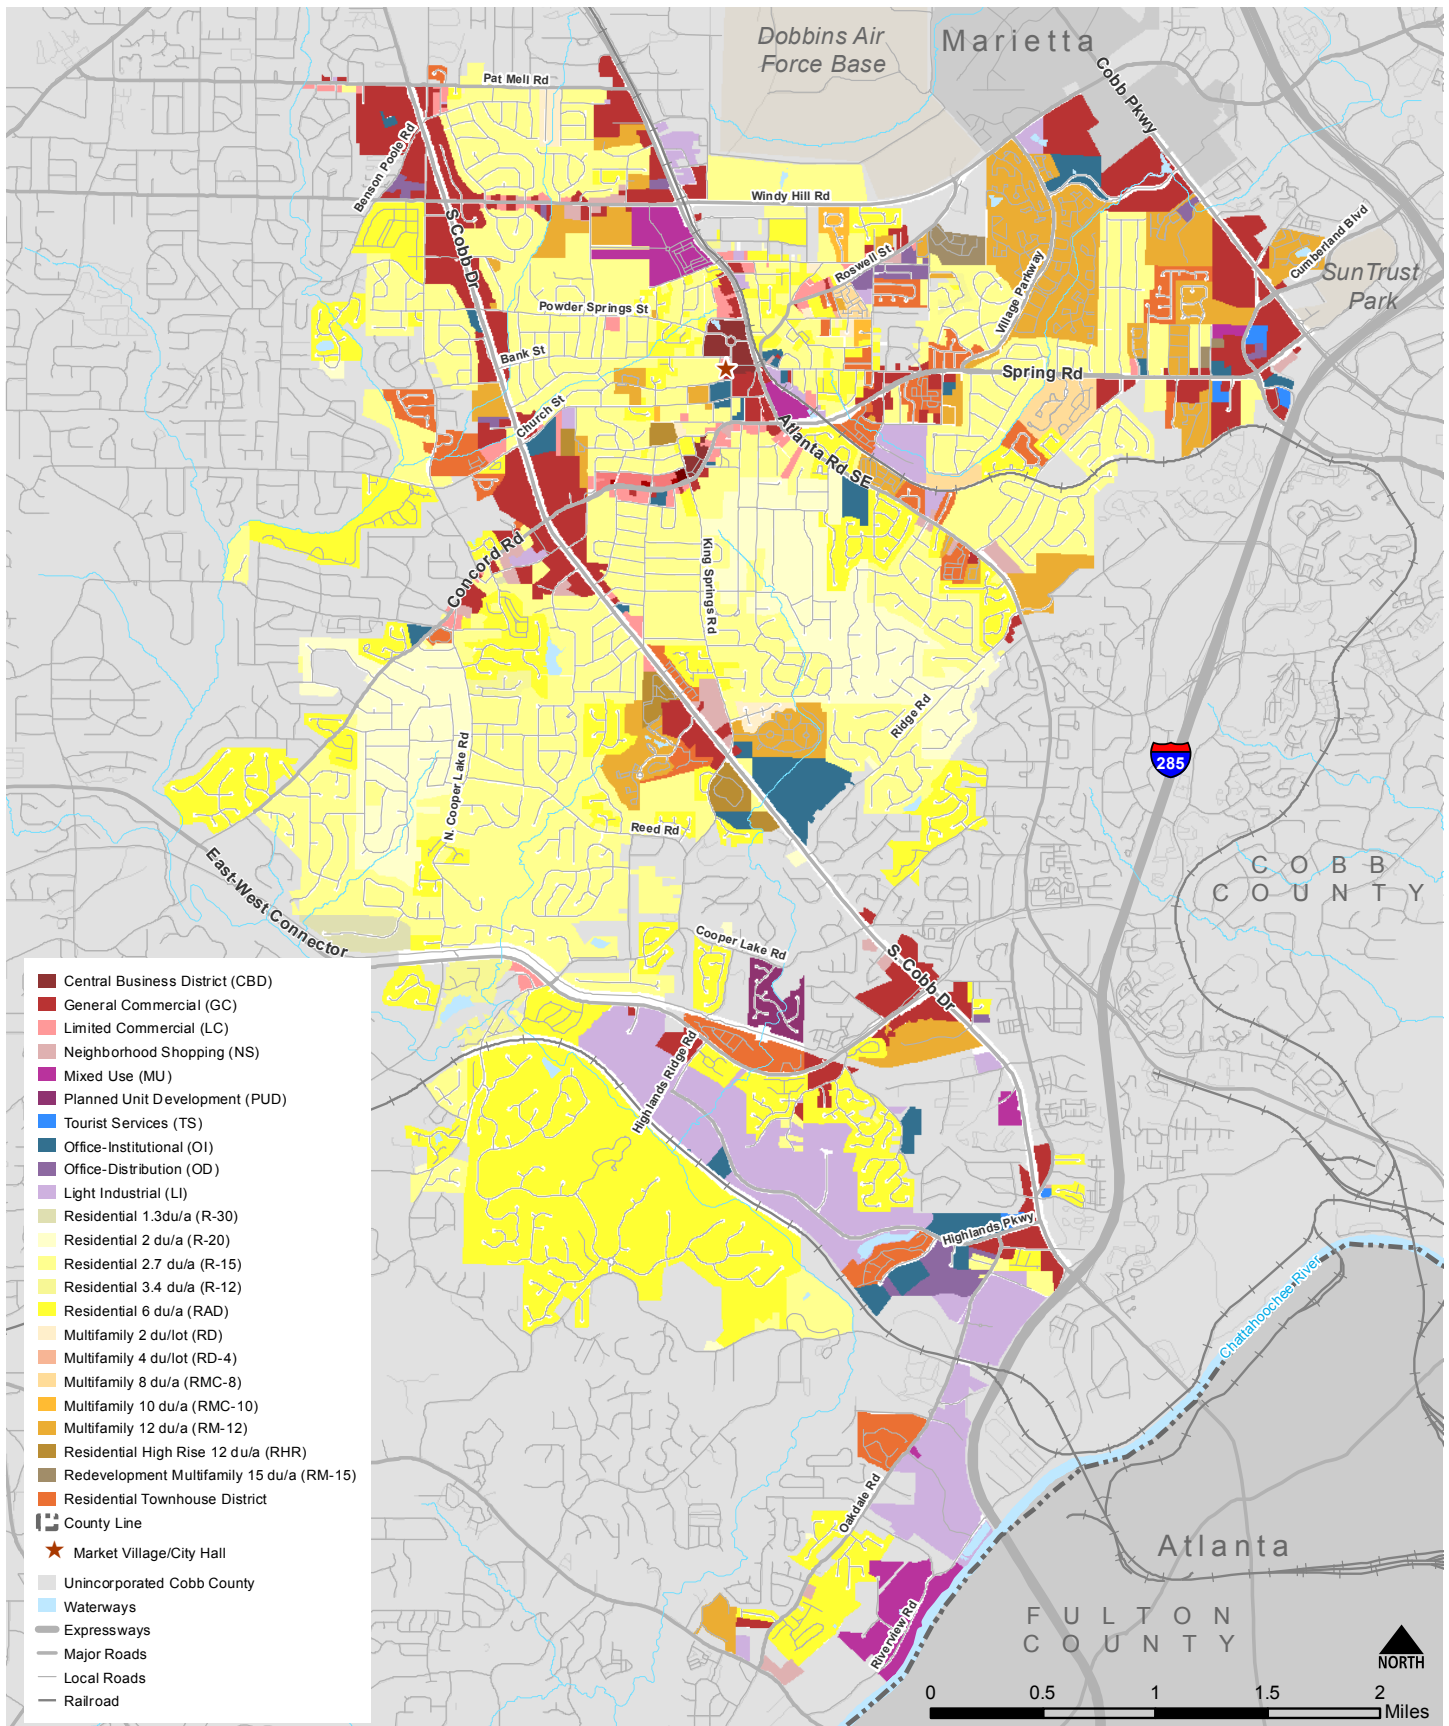 Dobbins Air
Force Base
Marietta
Cobb Pkwy
Pat Mell Rd
Benson Poole Rd
Windy Hill Rd
S Cobb Dr
Roswell St
Cumberland Blvd
SunTrust
Park
Village Parkway
Powder Springs St
Bank St
Spring Rd
Church St
Atlanta Rd SE
Concord Rd
King Springs Rd
Ridge Rd
N. Cooper Lake Rd
285
Reed Rd
East-West Connector
COBB
COUNTY
Cooper Lake Rd
S. Cobb Dr
Highlands Ridge Rd
Highlands Pkwy
Chattahoochee River
Oakdale Rd
Riverview Rd
Atlanta
FULTON
COUNTY
NORTH
0 0.5 1 1.5 2
Miles
Central Business District (CBD)
General Commercial (GC)
Limited Commercial (LC)
Neighborhood Shopping (NS)
Mixed Use (MU)
Planned Unit Development (PUD)
Tourist Services (TS)
Office-Institutional (OI)
Office-Distribution (OD)
Light Industrial (LI)
Residential 1.3du/a (R-30)
Residential 2 du/a (R-20)
Residential 2.7 du/a (R-15)
Residential 3.4 du/a (R-12)
Residential 6 du/a (RAD)
Multifamily 2 du/lot (RD)
Multifamily 4 du/lot (RD-4)
Multifamily 8 du/a (RMC-8)
Multifamily 10 du/a (RMC-10)
Multifamily 12 du/a (RM-12)
Residential High Rise 12 du/a (RHR)
Redevelopment Multifamily 15 du/a (RM-15)
Residential Townhouse District
County Line
Market Village/City Hall
Unincorporated Cobb County
Waterways
Expressways
Major Roads
Local Roads
Railroad